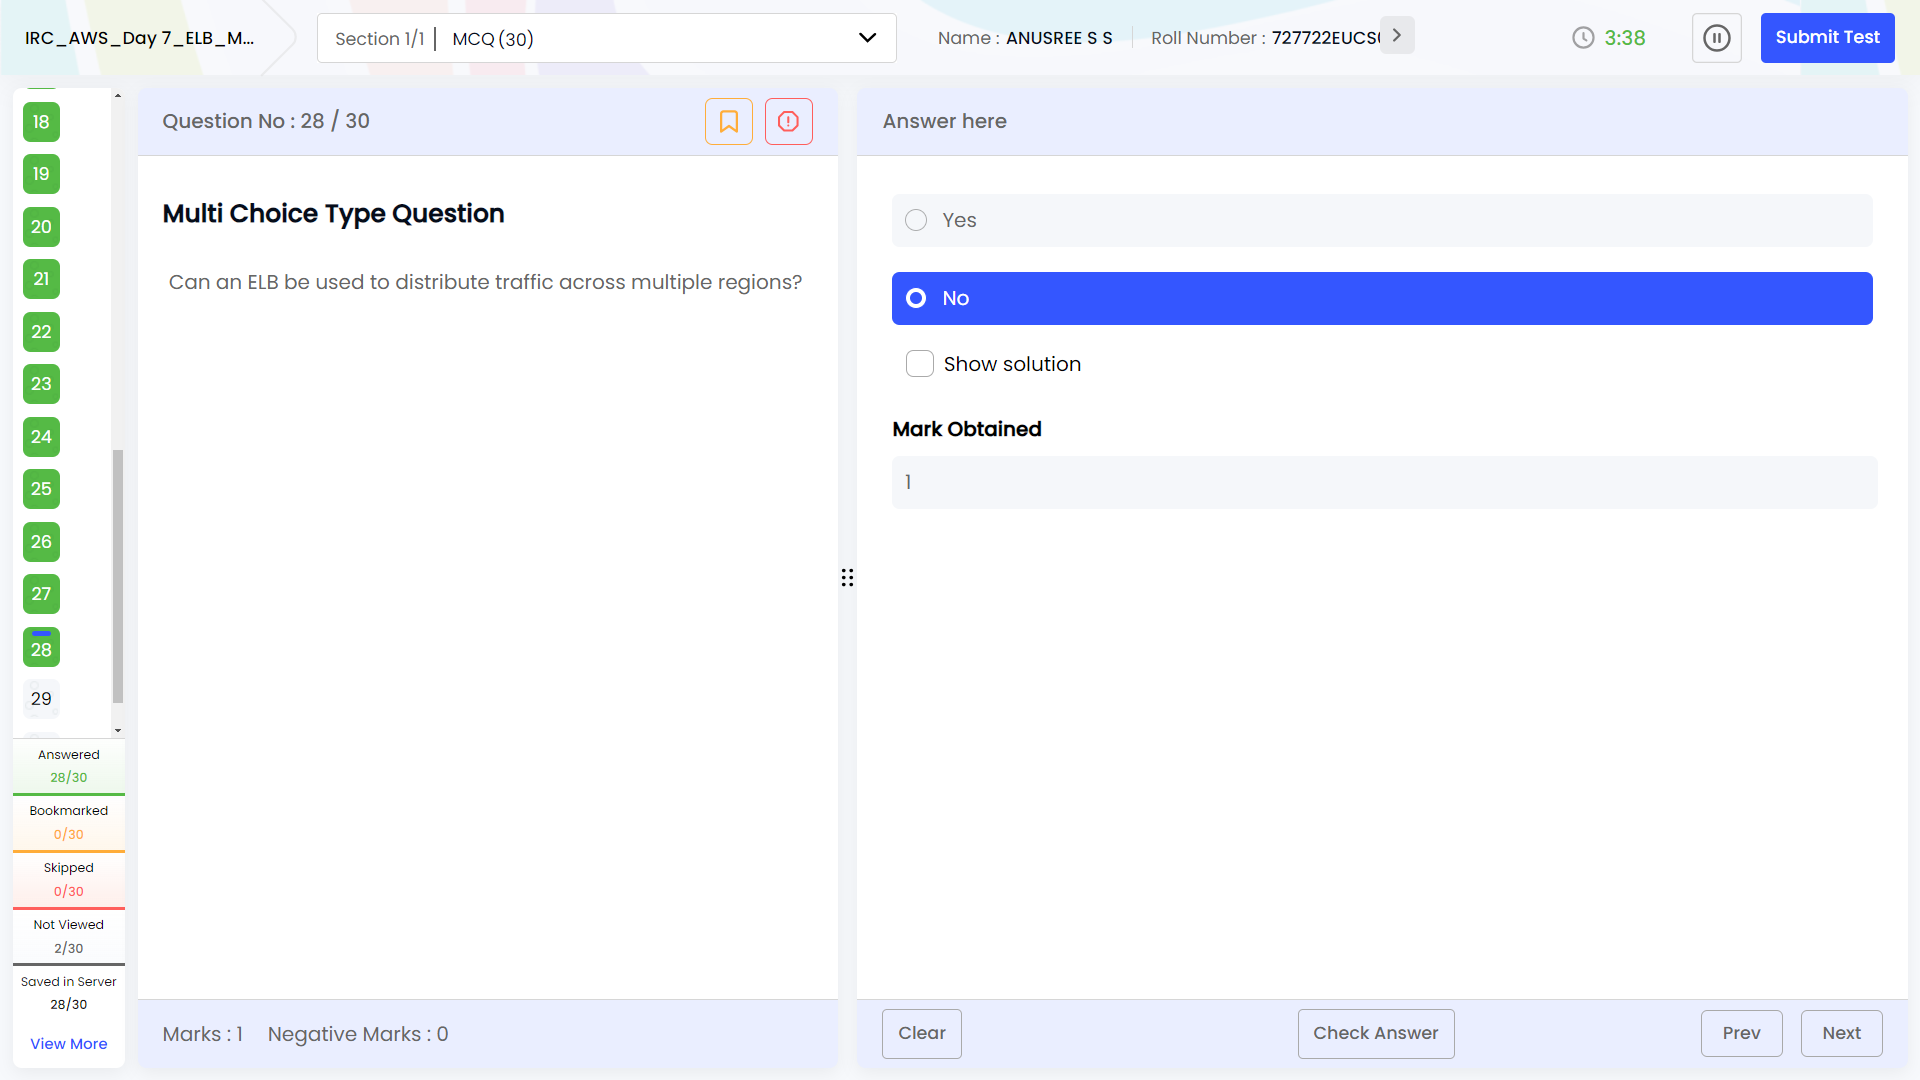 IRC_AWS_Day 7_ELB_M...
Section 1/1 | MCQ (30)
Name : ANUSREE S S
Roll Number : 727722EUCS
3:38
Submit Test
18
19
20
21
22
23
24
25
26
27
28
29
Answered
28/30
Bookmarked
0/30
Skipped
0/30
Not Viewed
2/30
Saved in Server
28/30
View More
Question No : 28 / 30
Multi Choice Type Question
Can an ELB be used to distribute traffic across multiple regions?
Marks : 1
Negative Marks : 0
Answer here
Yes
No
Show solution
Mark Obtained
1
Clear
Check Answer
Prev
Next